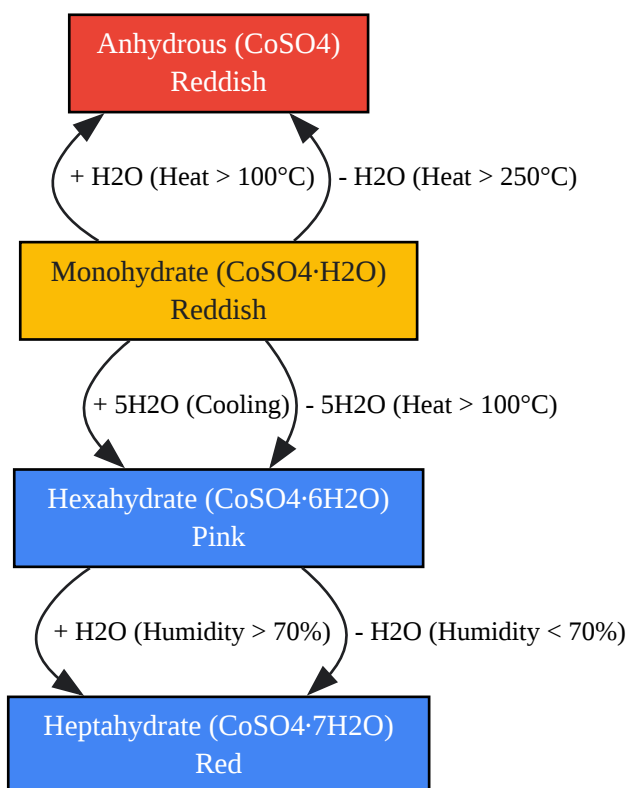 Anhydrous (CoSO4)
Reddish
+ H2O (Heat > 100°C)
- H2O (Heat > 250°C)
Monohydrate (CoSO4·H2O)
Reddish
+ 5H2O (Cooling)
- 5H2O (Heat > 100°C)
Hexahydrate (CoSO4·6H2O)
Pink
+ H2O (Humidity > 70%)
- H2O (Humidity < 70%)
Heptahydrate (CoSO4·7H2O)
Red